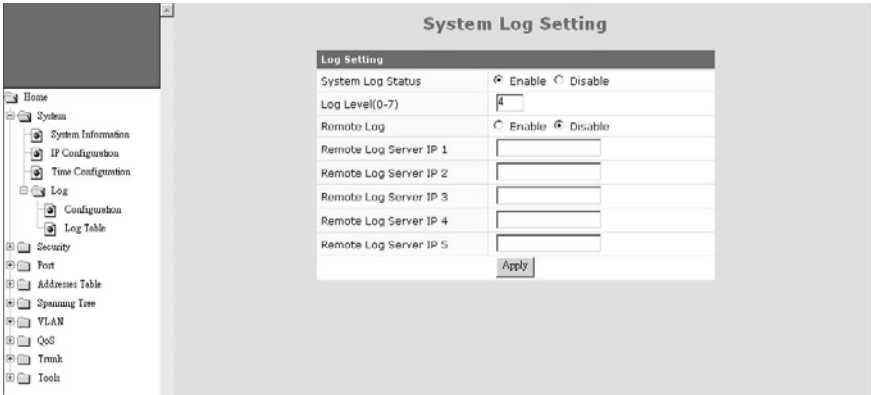 Home
System
System Information
IP Configuration
Time Configuration
Log
Configuration
Log Table
Security
Port
Addresses Table
Spanning Tree
VLAN
QoS
Trunk
Tools
System Log Setting
Log Setting
System Log Status Enable Disable
Log Level(0-7) 4
Remote Log Enable Disable
Remote Log Server IP 1
Remote Log Server IP 2
Remote Log Server IP 3
Remote Log Server IP 4
Remote Log Server IP 5
Apply